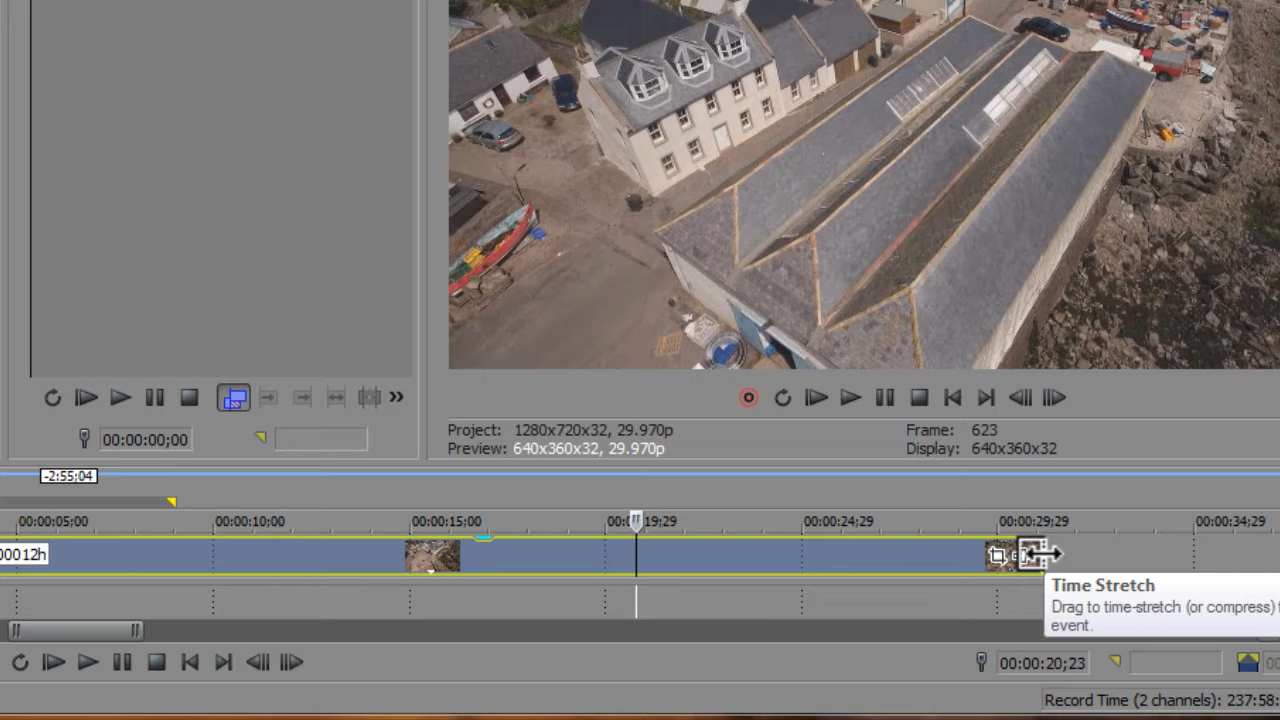 00:00:00;00
Project: 1280x720x32, 29.970p
Preview: 640x360x32, 29.970p
Frame: 623
Display: 640x360x32
-2:55;04
00:00:05;00
00:00:10;00
00:00:15;00
00:00:24;29
00:00:29;29
00:00:34;29
00012h
Time Stretch
Drag to time-stretch (or compress)
event.
00:00:20;23
Record Time (2 channels): 237:58: